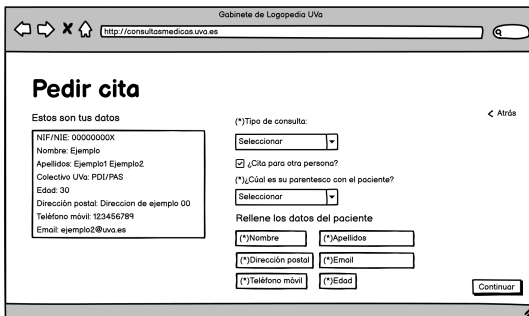 Gabinete de Logopedia UVa
http://consultasmedicas.uva.es
Pedir cita
Atrás
Estos son tus datos
NIF/NIE: 00000000X
Nombre: Ejemplo
Apellidos: Ejemplo1 Ejemplo2
Colectivo UVa: PDI/PAS
Edad: 30
Dirección postal: Direccion de ejemplo 00
Teléfono móvil: 123456789
Email: ejemplo2@uva.es
(*)Tipo de consulta:
Seleccionar
¿Cita para otra persona?
(*)¿Cúal es su parentesco con el paciente?
Seleccionar
Rellene los datos del paciente
(*)Nombre (*)Apellidos
(*)Dirección postal (*)Email
(*)Teléfono móvil (*)Edad
Continuar